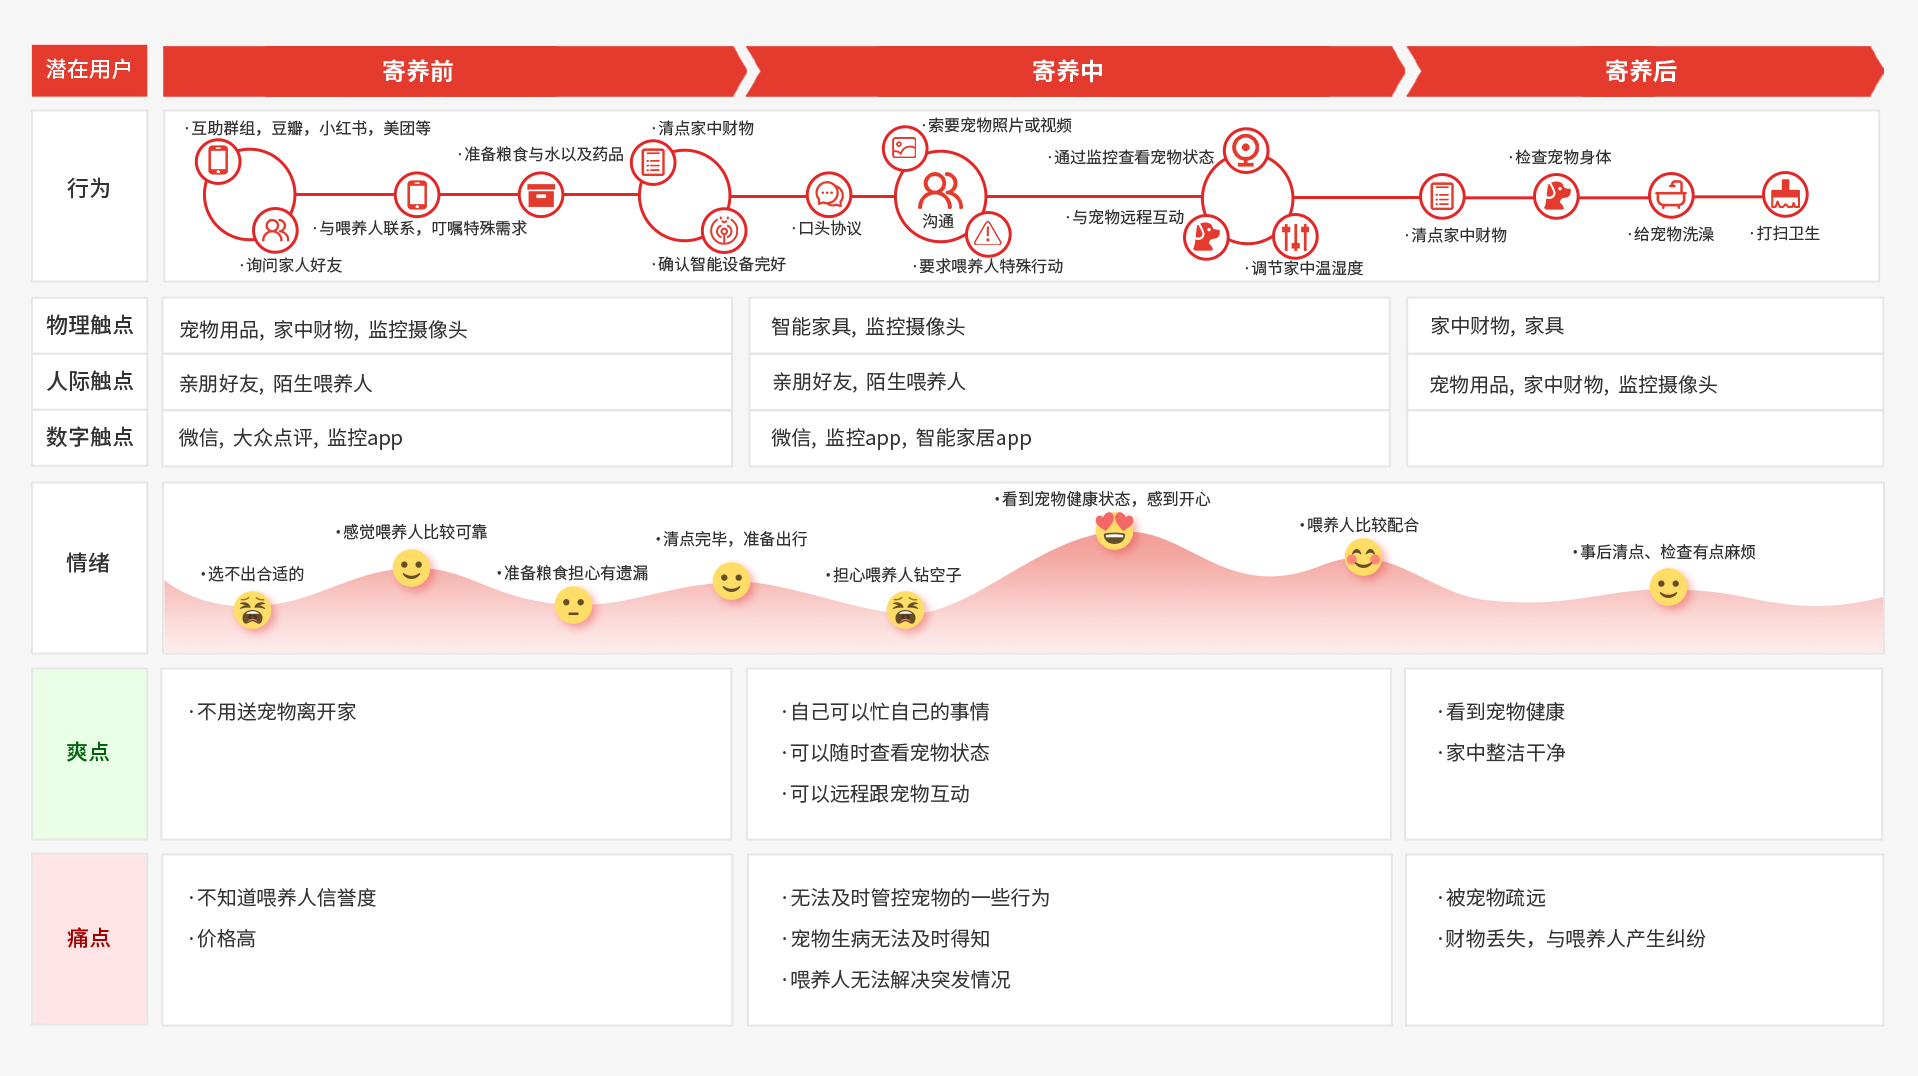 潜在用户
寄养前
寄养中
寄养后
行为
·互助群组，豆瓣，小红书，美团等
·询问家人好友
·与喂养人联系，叮嘱特殊需求
·准备粮食与水以及药品
·清点家中财物
·确认智能设备完好
·口头协议
·索要宠物照片或视频
沟通
·要求喂养人特殊行动
·通过监控查看宠物状态
·与宠物远程互动
·调节家中温湿度
·清点家中财物
·检查宠物身体
·给宠物洗澡
·打扫卫生
物理触点
宠物用品, 家中财物, 监控摄像头
智能家具, 监控摄像头
家中财物, 家具
人际触点
亲朋好友, 陌生喂养人
亲朋好友, 陌生喂养人
宠物用品, 家中财物, 监控摄像头
数字触点
微信, 大众点评, 监控app
微信, 监控app, 智能家居app
情绪
·选不出合适的
·感觉喂养人比较可靠
·准备粮食担心有遗漏
·清点完毕，准备出行
·担心喂养人钻空子
·看到宠物健康状态，感到开心
·喂养人比较配合
·事后清点、检查有点麻烦
爽点
·不用送宠物离开家
·自己可以忙自己的事情
·可以随时查看宠物状态
·可以远程跟宠物互动
·看到宠物健康
·家中整洁干净
痛点
·不知道喂养人信誉度
·价格高
·无法及时管控宠物的一些行为
·宠物生病无法及时得知
·喂养人无法解决突发情况
·被宠物疏远
·财物丢失，与喂养人产生纠纷